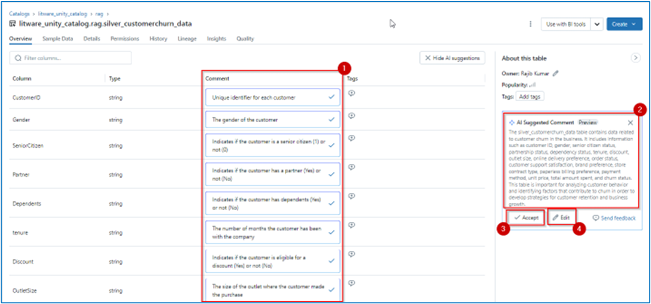 Catalogs > litware_unity_catalog > rag >
litware_unity_catalog.rag.silver_customerchurn_data
Use with BI tools
Create
Overview
Sample Data
Details
Permissions
History
Lineage
Insights
Quality
Filter columns...
Hide AI suggestions
About this table
Owner: Rajib Kumar
Popularity:
Tags: Add tags
Column
Type
Comment
Tags
1
CustomerID
string
Unique identifier for each customer
Gender
string
The gender of the customer
SeniorCitizen
string
Indicates if the customer is a senior citizen (1) or
not (0)
Partner
string
Indicates if the customer has a partner (Yes) or
not (No)
Dependents
string
Indicates if the customer has dependents (Yes)
or not (No)
tenure
string
The number of months the customer has been
with the company
Discount
string
Indicates if the customer is eligible for a
discount (Yes) or not (No)
OutletSize
string
The size of the outlet where the customer made
the purchase
2
AI Suggested Comment Preview
The silver_customerchurn_data table contains data related
to customer churn in the business. It includes information
such as customer ID, gender, senior citizen status,
partnership status, dependency status, tenure, discount,
outlet size, online delivery preference, order status,
customer support satisfaction, brand preference, store
contract type, paperless billing preference, payment
method, unit price, total amount spent, and churn status.
This table is important for analyzing customer behavior
and identifying factors that contribute to churn in order to
develop strategies for customer retention and business
growth.
Accept
Edit
Send feedback
3
4